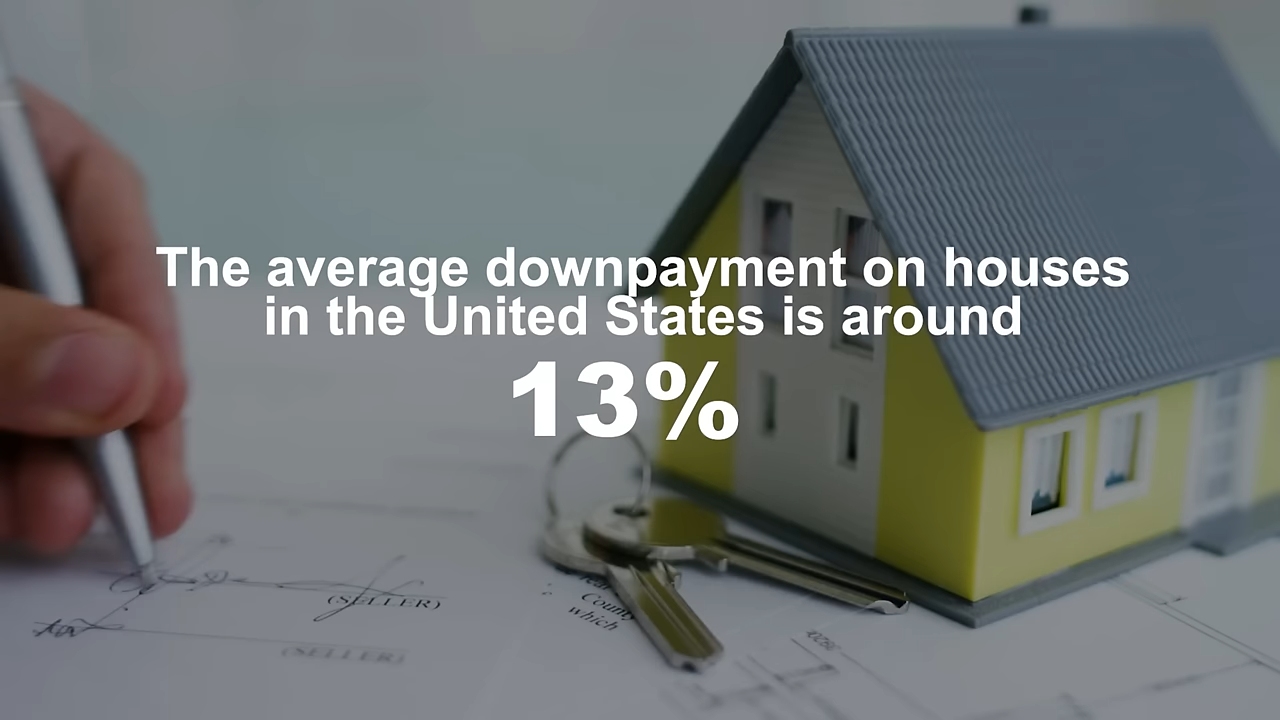 The average downpayment on houses
in the United States is around
13%
(SELLER)
(SELLER)
County
which